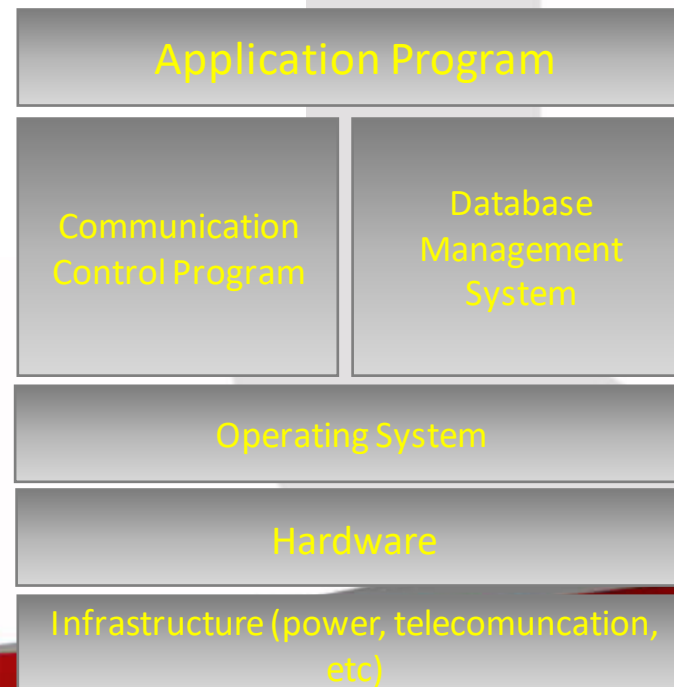 Application Program
Communication
Control Program
Database
Management
System
Operating System
Hardware
Infrastructure (power, telecomuncation,
etc)